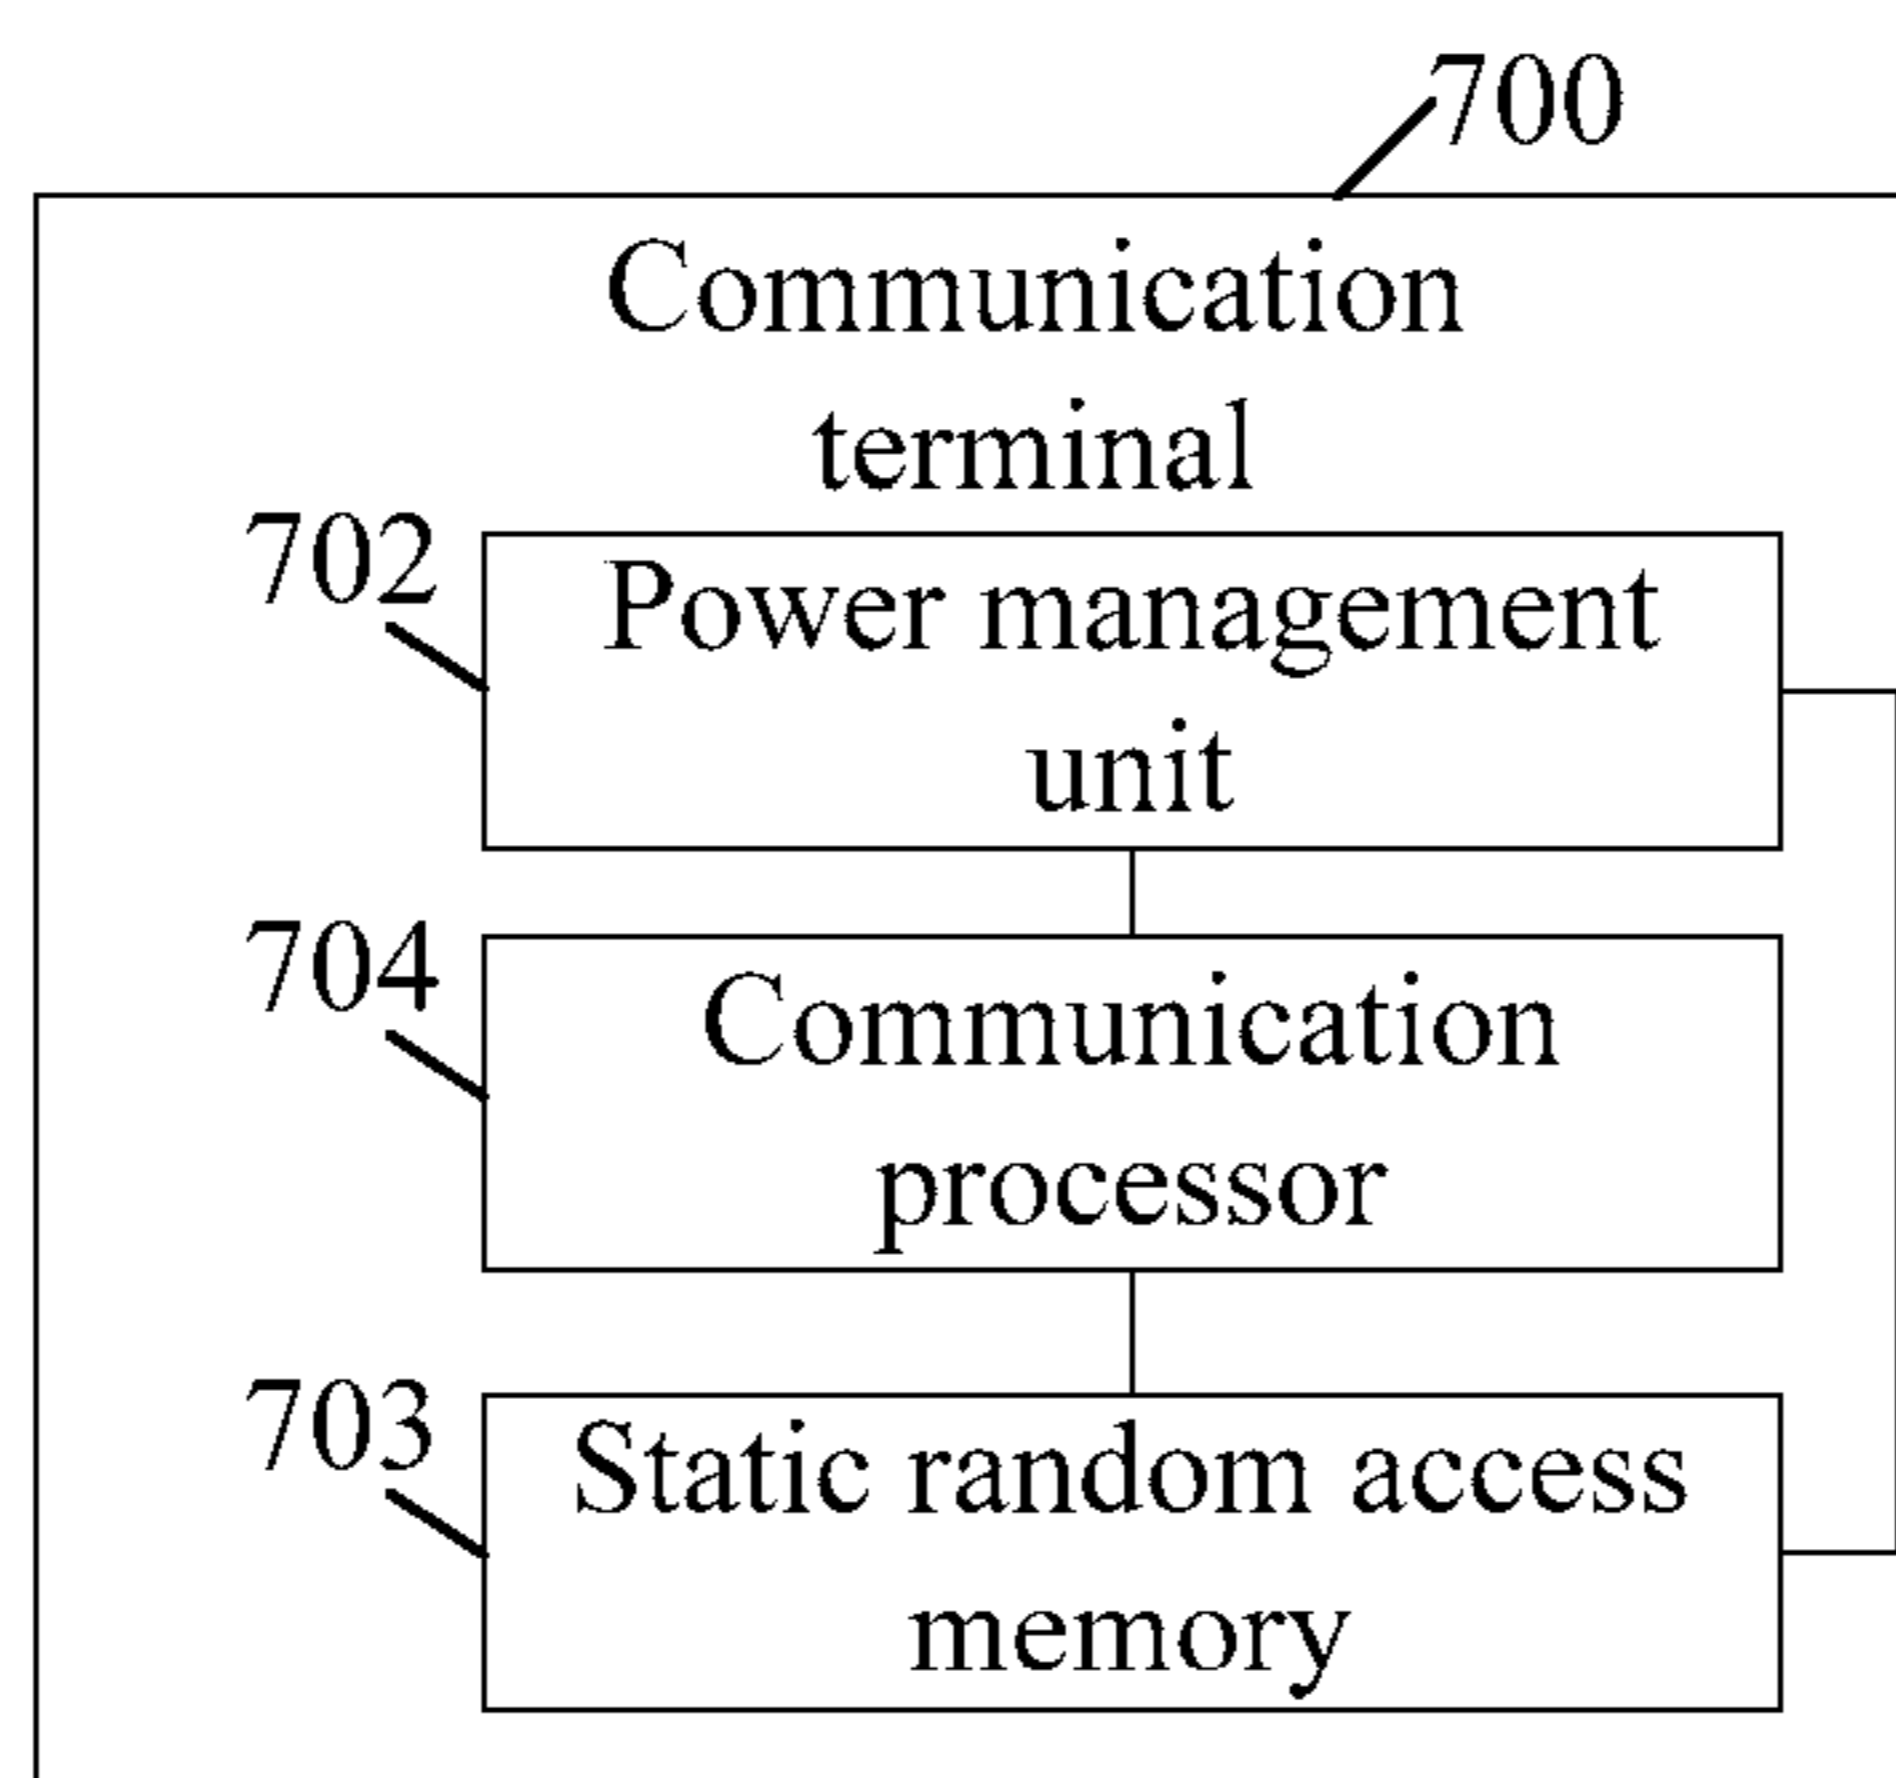 700
Communication
terminal
702
Power management
unit
704
Communication
processor
703
Static random access
memory